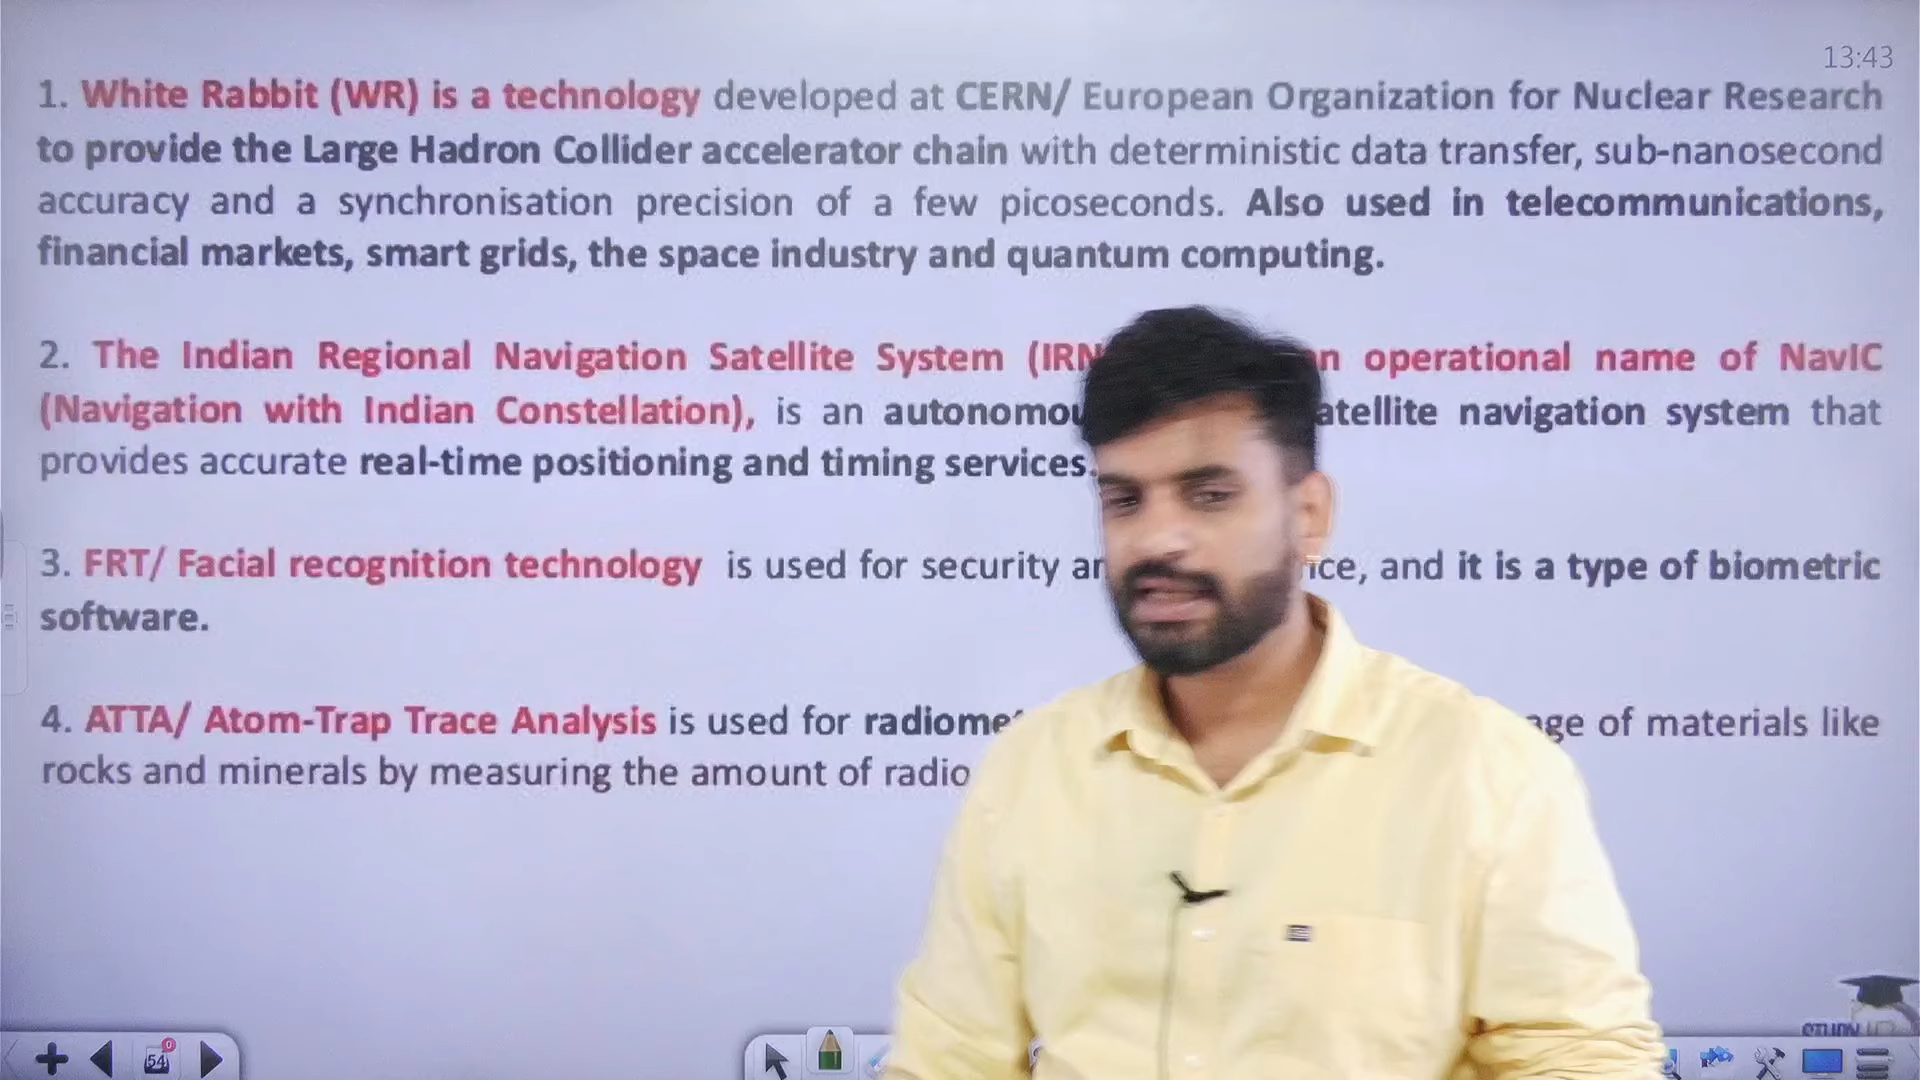 13:43
1. White Rabbit (WR) is a technology developed at CERN/ European Organization for Nuclear Research
to provide the Large Hadron Collider accelerator chain with deterministic data transfer, sub-nanosecond
accuracy and a synchronisation precision of a few picoseconds. Also used in telecommunications,
financial markets, smart grids, the space industry and quantum computing.
2. The Indian Regional Navigation Satellite System (IRN operational name of NavIC
(Navigation with Indian Constellation), is an autonomou atellite navigation system that
provides accurate real-time positioning and timing services.
3. FRT/ Facial recognition technology is used for security and it is a type of biometric
software.
4. ATTA/ Atom-Trap Trace Analysis is used for radiome age of materials like
rocks and minerals by measuring the amount of radio
54
0
STUDY